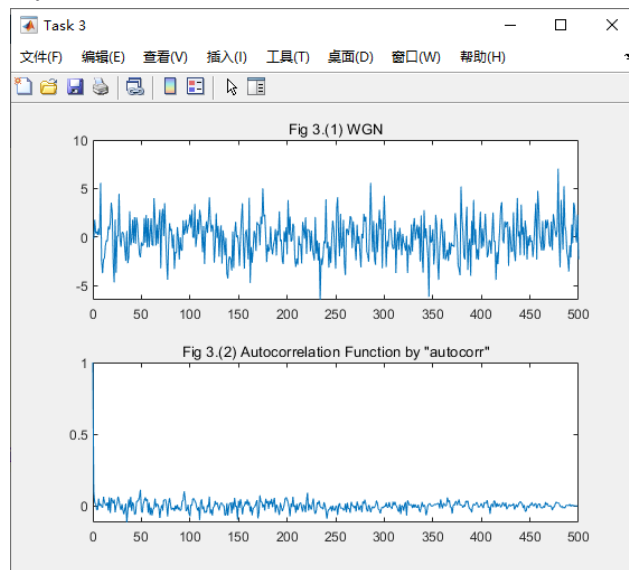 Task 3
文件(F) 编辑(E) 查看(V) 插入(I) 工具(T) 桌面(D) 窗口(W) 帮助(H)
Fig 3.(1) WGN
10
5
0
-5
0 50 100 150 200 250 300 350 400 450 500
Fig 3.(2) Autocorrelation Function by "autocorr"
1
0.5
0
0 50 100 150 200 250 300 350 400 450 500